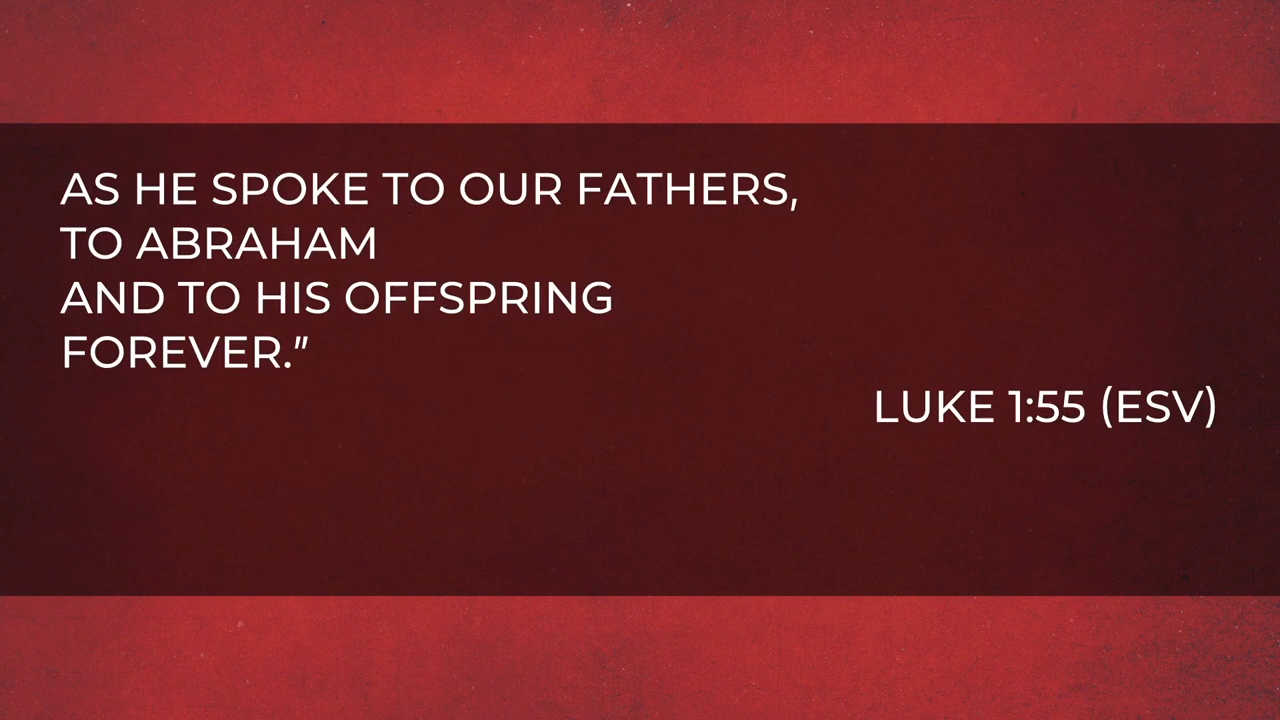 AS HE SPOKE TO OUR FATHERS,
TO ABRAHAM
AND TO HIS OFFSPRING
FOREVER.”
LUKE 1:55 (ESV)